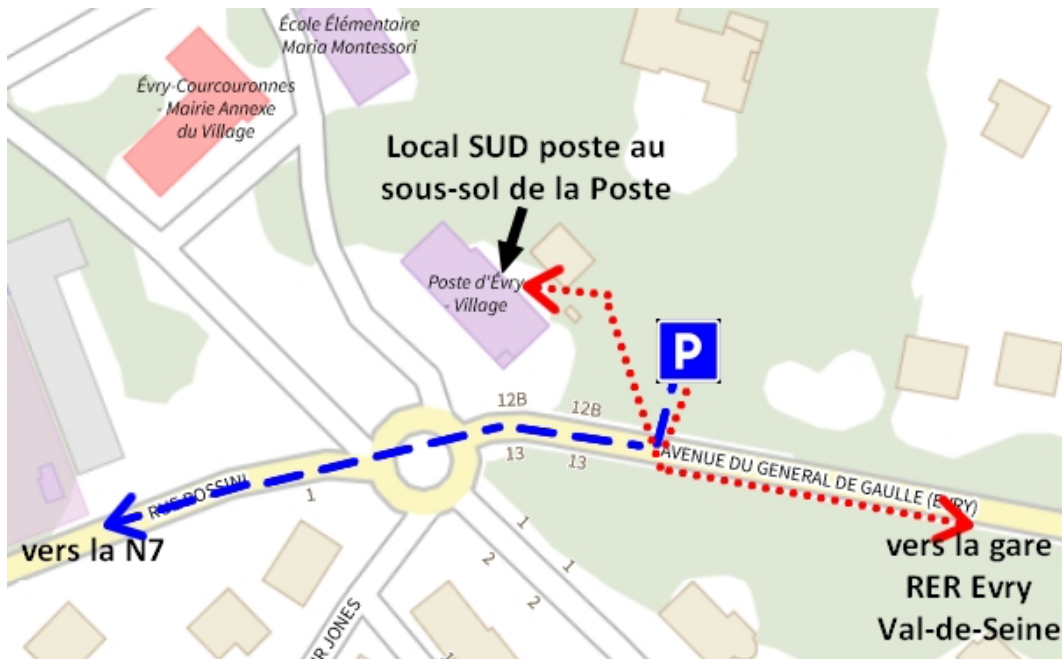 École Élémentaire
Maria Montessori
Évry-Courcouronnes
- Mairie Annexe
du Village
Local SUD poste au
sous-sol de la Poste
Poste d'Évry
- Village
P
12B
12B
13
13
AVENUE DU GENERAL DE GAULLE (EVRY)
RUE ROSSINI
1
vers la N7
1
1
2
2
vers la gare
RER Evry
Val-de-Seine
JONES